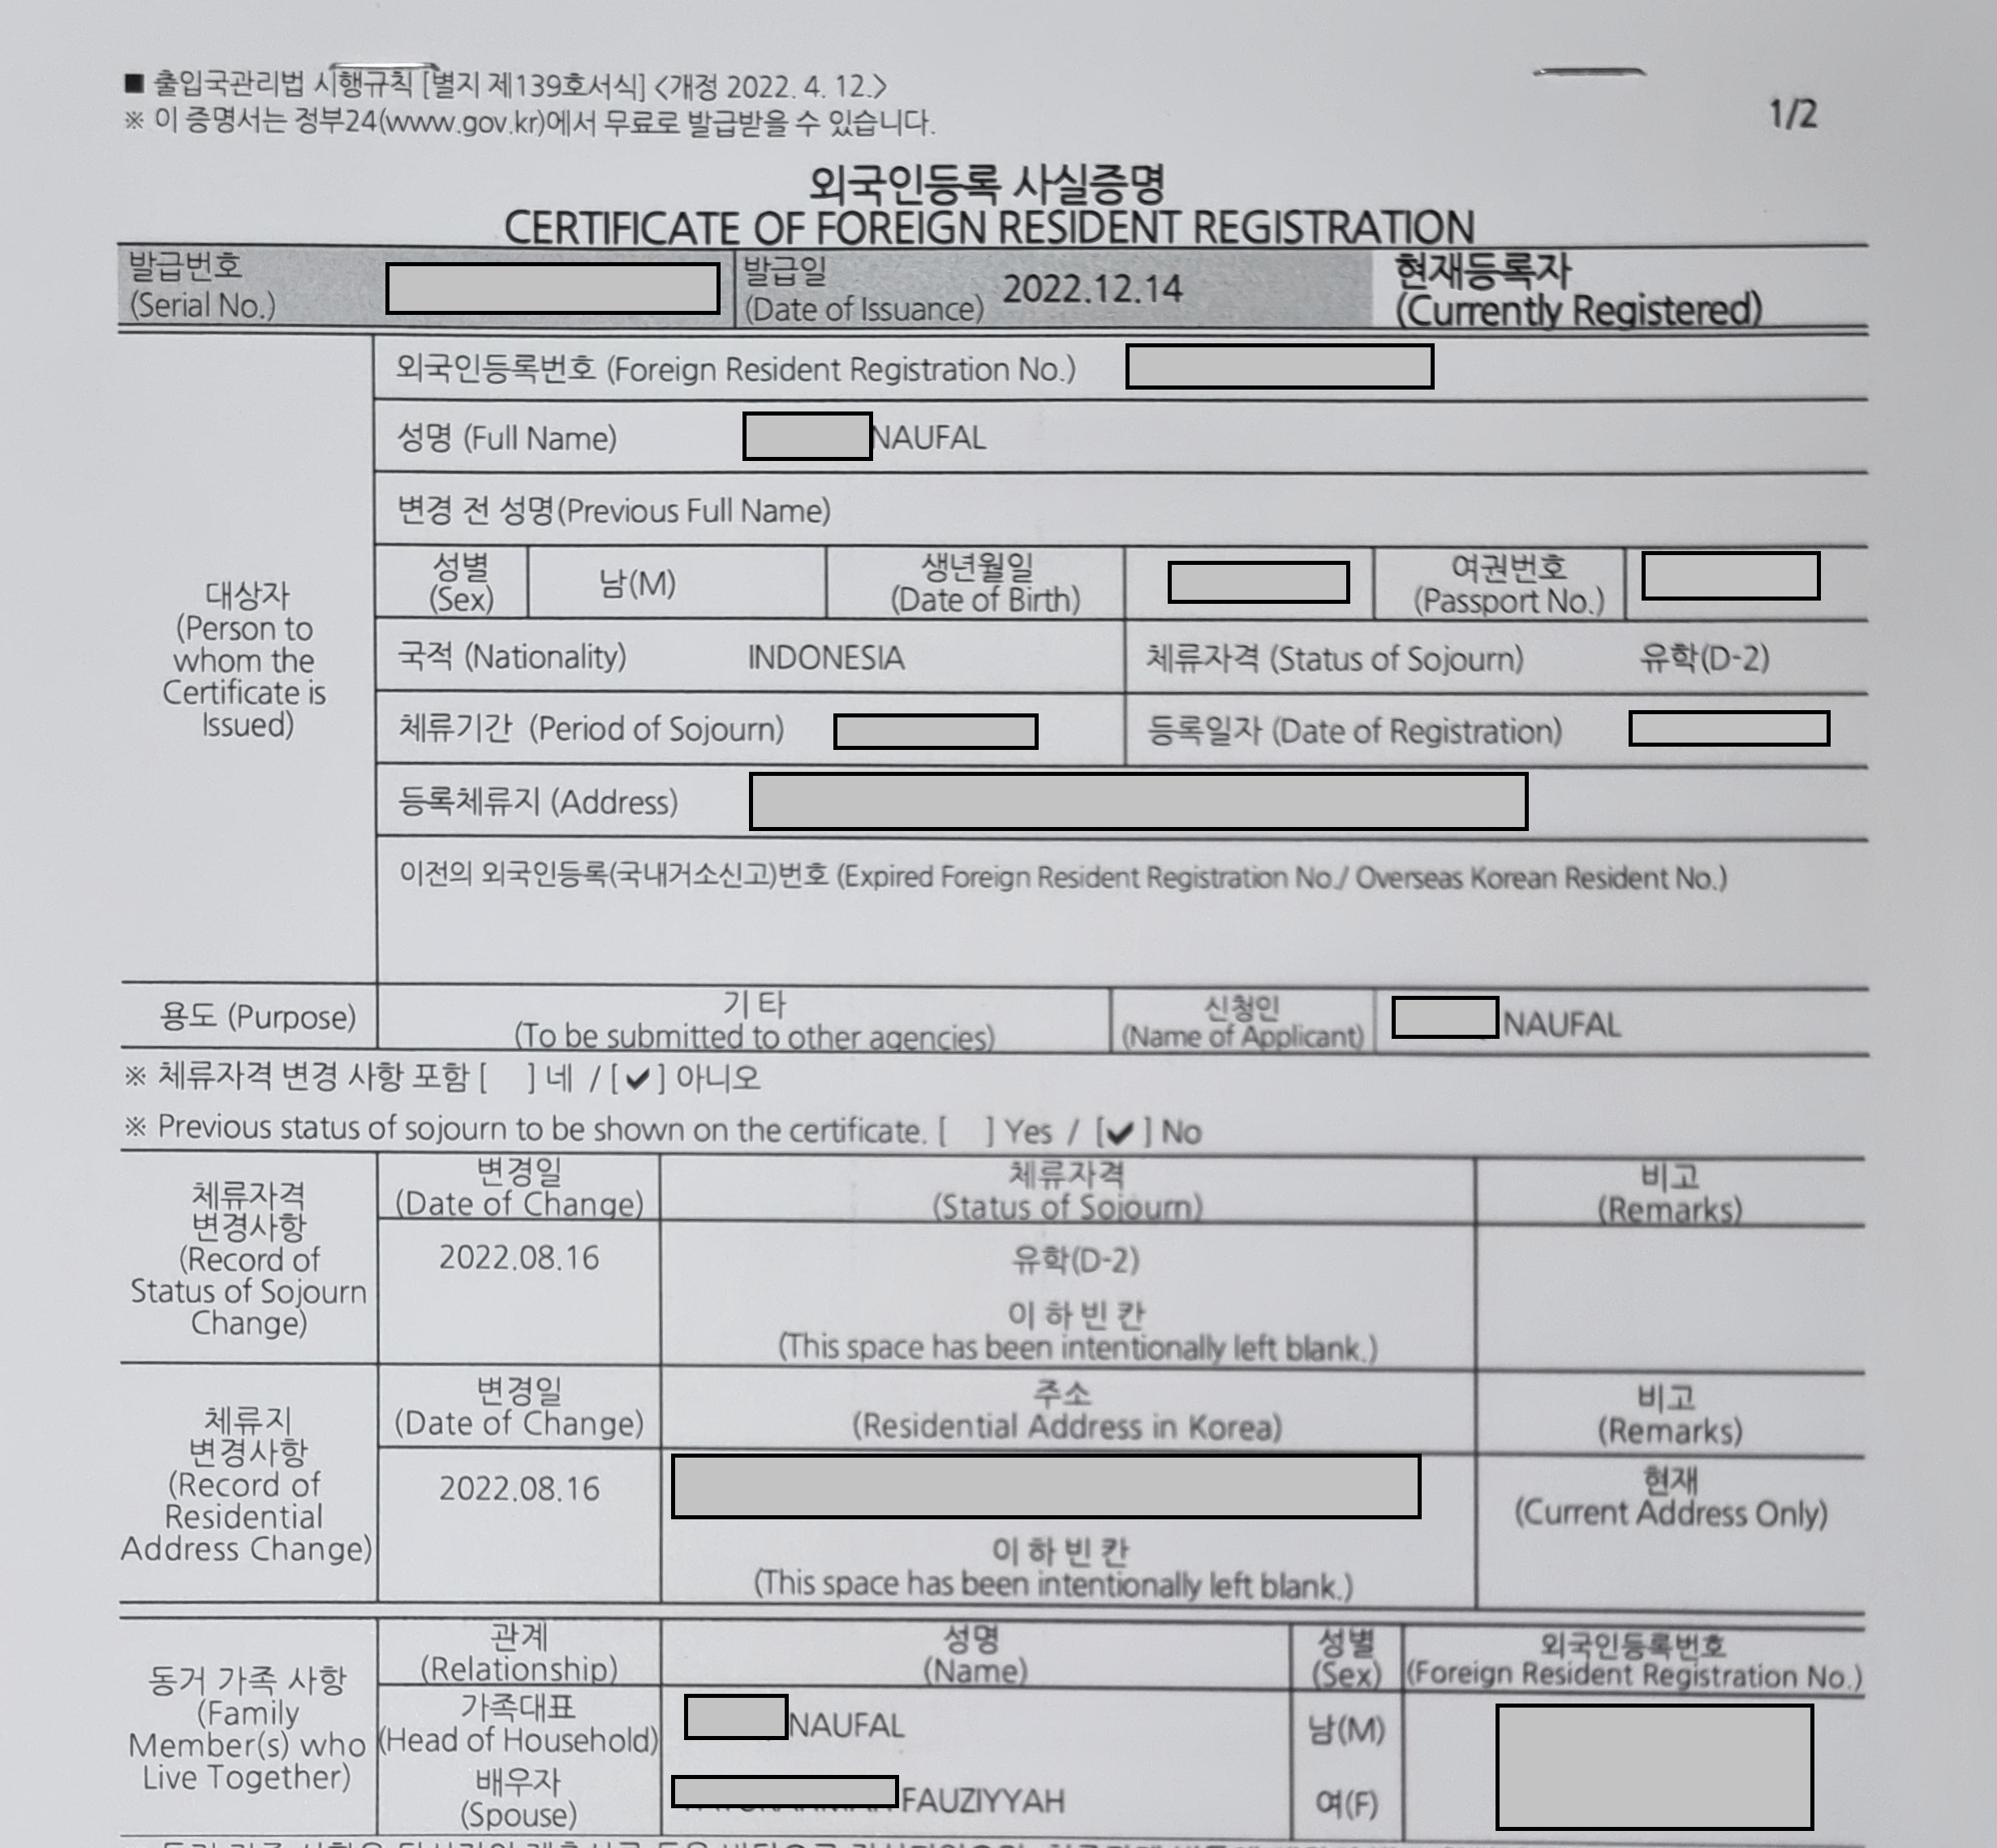 ■ 출입국관리법 시행규칙 [별지 제139호서식] <개정 2022. 4. 12.>
※ 이 증명서는 정부24(www.gov.kr)에서 무료로 발급받을 수 있습니다.
1/2
외국인등록 사실증명
CERTIFICATE OF FOREIGN RESIDENT REGISTRATION
발급번호
(Serial No.)
발급일
(Date of Issuance)
2022.12.14
현재등록자
(Currently Registered)
대상자
(Person to
whom the
Certificate is
Issued)
외국인등록번호 (Foreign Resident Registration No.)
성명 (Full Name) NAUFAL
변경 전 성명(Previous Full Name)
성별
(Sex)
남(M)
생년월일
(Date of Birth)
여권번호
(Passport No.)
국적 (Nationality) INDONESIA
체류자격 (Status of Sojourn) 유학(D-2)
체류기간 (Period of Sojourn)
등록일자 (Date of Registration)
등록체류지 (Address)
이전의 외국인등록(국내거소신고)번호 (Expired Foreign Resident Registration No./ Overseas Korean Resident No.)
용도 (Purpose)
기 타
(To be submitted to other agencies)
신청인
(Name of Applicant)
NAUFAL
※ 체류자격 변경 사항 포함 [ ] 네 / [✔] 아니오
※ Previous status of sojourn to be shown on the certificate. [ ] Yes / [✔] No
체류자격
변경사항
(Record of
Status of Sojourn
Change)
변경일
(Date of Change)
체류자격
(Status of Sojourn)
비고
(Remarks)
2022.08.16
유학(D-2)
이 하 빈 칸
(This space has been intentionally left blank.)
체류지
변경사항
(Record of
Residential
Address Change)
변경일
(Date of Change)
주소
(Residential Address in Korea)
비고
(Remarks)
2022.08.16
현재
(Current Address Only)
이 하 빈 칸
(This space has been intentionally left blank.)
동거 가족 사항
(Family
Member(s) who
Live Together)
관계
(Relationship)
성명
(Name)
성별
(Sex)
외국인등록번호
(Foreign Resident Registration No.)
가족대표
(Head of Household)
NAUFAL
남(M)
배우자
(Spouse)
FAUZIYYAH
여(F)